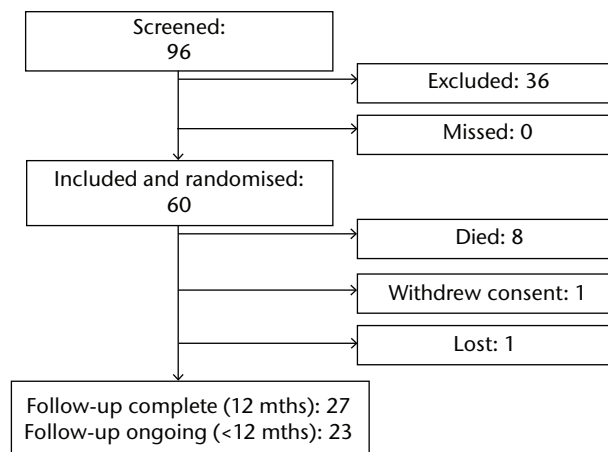 Screened:
96
Excluded: 36
Missed: 0
Included and randomised:
60
Died: 8
Withdrew consent: 1
Lost: 1
Follow-up complete (12 mths): 27
Follow-up ongoing (<12 mths): 23